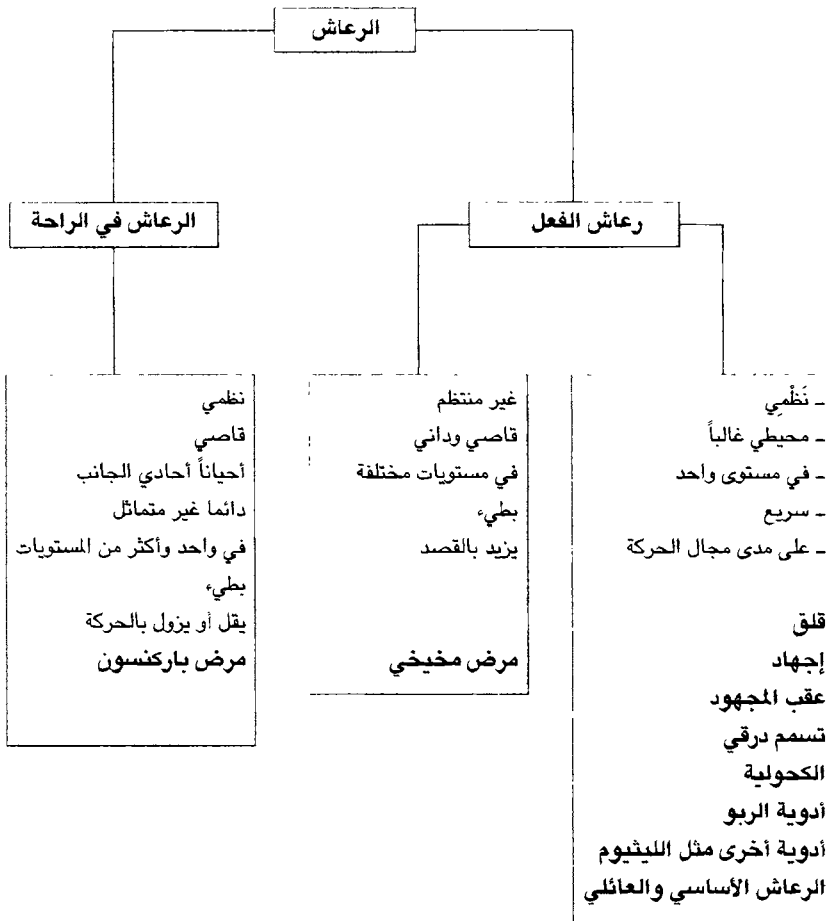 الرعاش
رعاش الفعل
الرعاش في الراحة
ـ نَظْمِي
ـ محيطي غالباً
ـ في مستوى واحد
ـ سريع
ـ على مدى مجال الحركة
قلق
إجهاد
عقب المجهود
تسمم درقي
الكحولية
أدوية الربو
أدوية أخرى مثل الليثيوم
الرعاش الأساسي والعائلي
غير منتظم
قاصي وداني
في مستويات مختلفة
بطيء
يزيد بالقصد
مرض مخيخي
نظمي
قاصي
أحياناً أحادي الجانب
دائما غير متماثل
في واحد وأكثر من المستويات
بطيء
يقل أو يزول بالحركة
مرض باركنسون